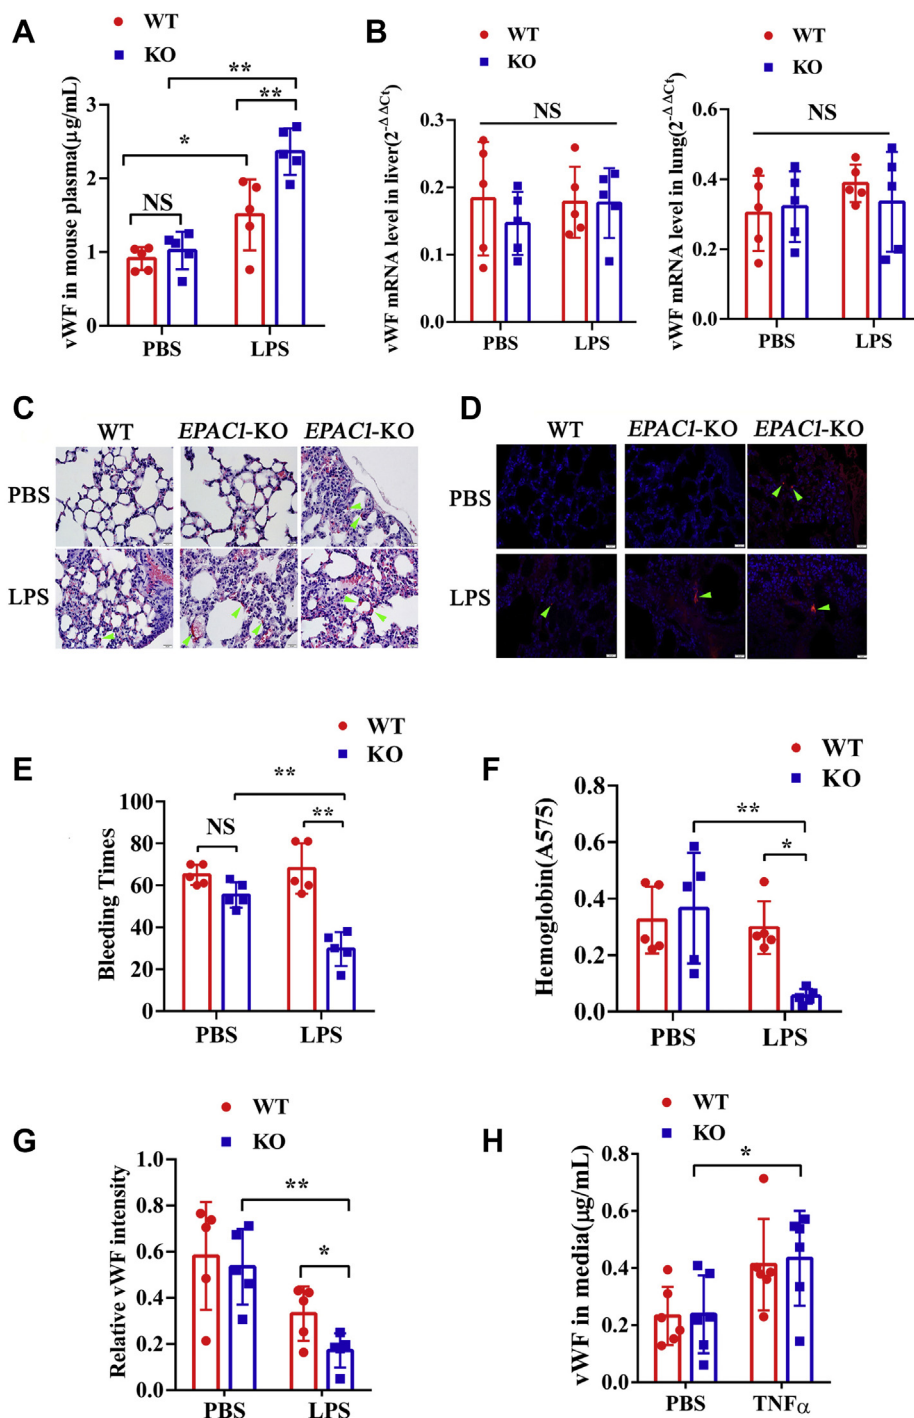 A
WT
KO
vWF in mouse plasma(μg/mL)
3
2
1
0
NS
*
**
**
PBS LPS
B
WT
KO
vWF mRNA level in liver(2-ΔΔCt)
0.3
0.2
0.1
0.0
NS
PBS LPS
WT
KO
vWF mRNA level in lung(2-ΔΔCt)
0.6
0.4
0.2
0.0
NS
PBS LPS
C
WT EPAC1-KO EPAC1-KO
PBS
LPS
D
WT EPAC1-KO EPAC1-KO
PBS
LPS
E
WT
KO
Bleeding Times
100
80
60
40
20
0
NS
**
**
PBS LPS
F
WT
KO
Hemoglobin(A575)
0.8
0.6
0.4
0.2
0.0
**
*
PBS LPS
G
WT
KO
Relative vWF intensity
1.0
0.8
0.6
0.4
0.2
0.0
**
*
PBS LPS
H
WT
KO
vWF in media(μg/mL)
0.8
0.6
0.4
0.2
0.0
*
PBS TNFα